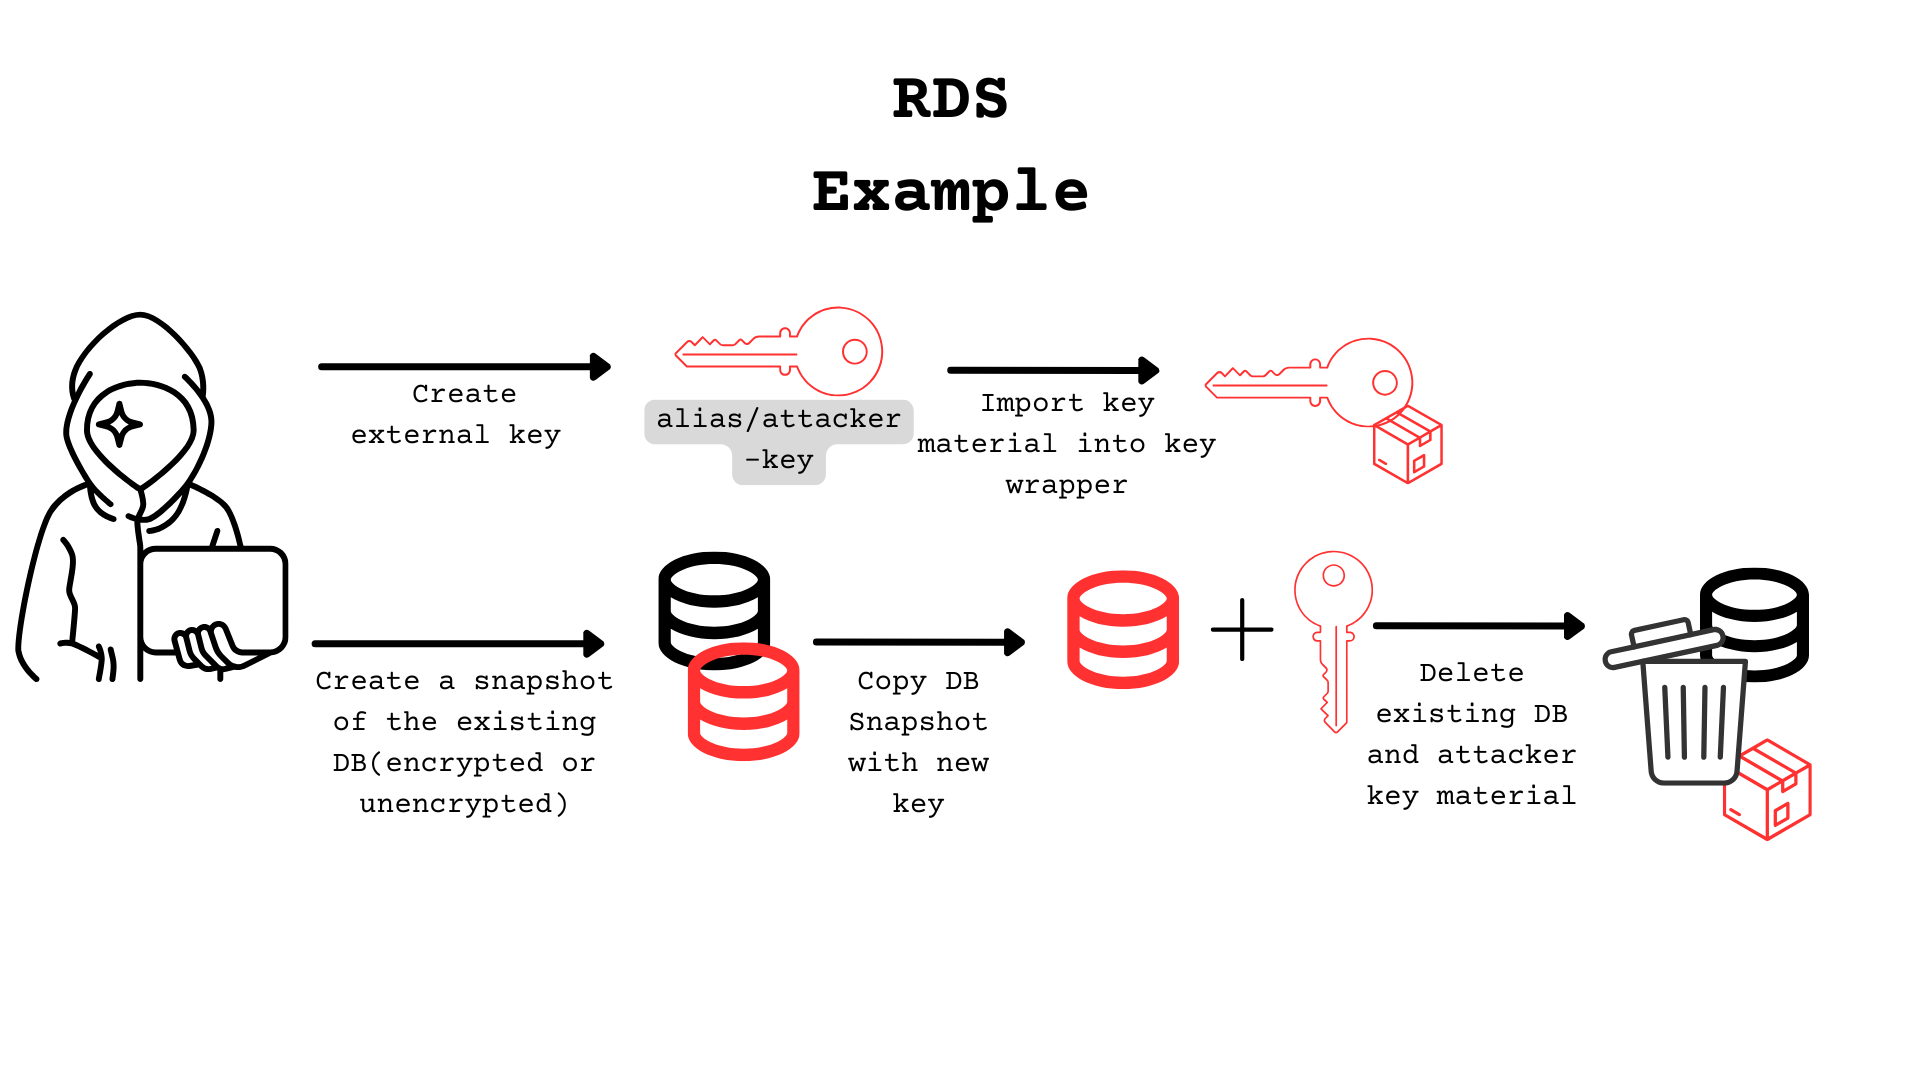 RDS
Example
Create
external key
alias/attacker
-key
Import key
material into key
wrapper
Create a snapshot
of the existing
DB(encrypted or
unencrypted)
Copy DB
Snapshot
with new
key
Delete
existing DB
and attacker
key material